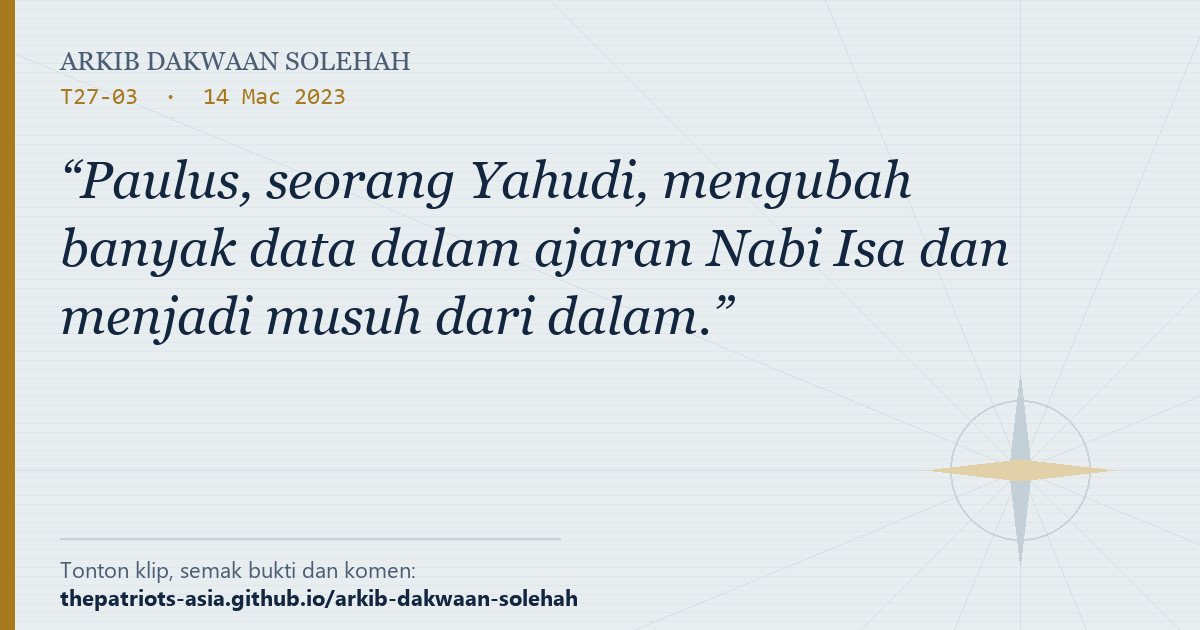 ARKIB DAKWAAN SOLEHAH
T27-03 · 14 Mac 2023
“Paulus, seorang Yahudi, mengubah
banyak data dalam ajaran Nabi Isa dan
menjadi musuh dari dalam.”
Tonton klip, semak bukti dan komen:
thepatriots-asia.github.io/arkib-dakwaan-solehah